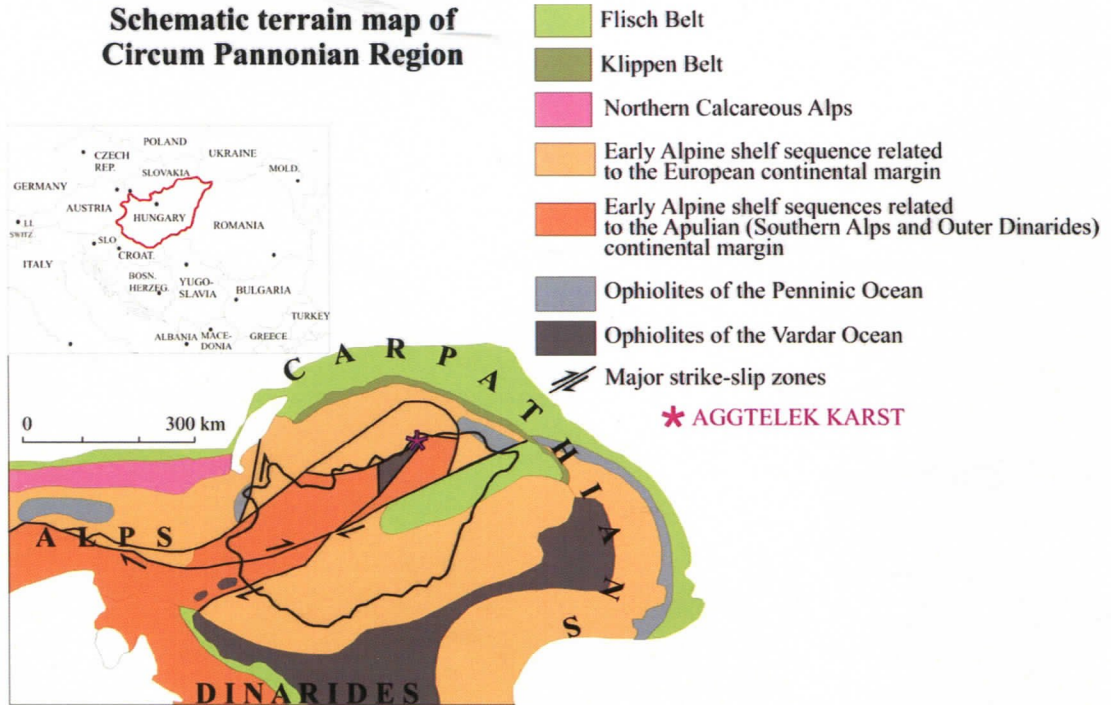 Schematic terrain map of
Circum Pannonian Region
Flisch Belt
Klippen Belt
Northern Calcareous Alps
Early Alpine shelf sequence related
to the European continental margin
Early Alpine shelf sequences related
to the Apulian (Southern Alps and Outer Dinarides)
continental margin
Ophiolites of the Penninic Ocean
Ophiolites of the Vardar Ocean
Major strike-slip zones
AGGTELEK KARST
POLAND
CZECH
REP.
UKRAINE
SLOVAKIA
MOLD.
GERMANY
AUSTRIA
HUNGARY
ROMANIA
LI.
SWITZ.
SLO
CROAT.
ITALY
BOSN.
HERZEG.
YUGO-
SLAVIA
BULGARIA
TURKEY
ALBANIA
MACE-
DONIA
GREECE
CARPATHIANS
0 300 km
ALPS
DINARIDES